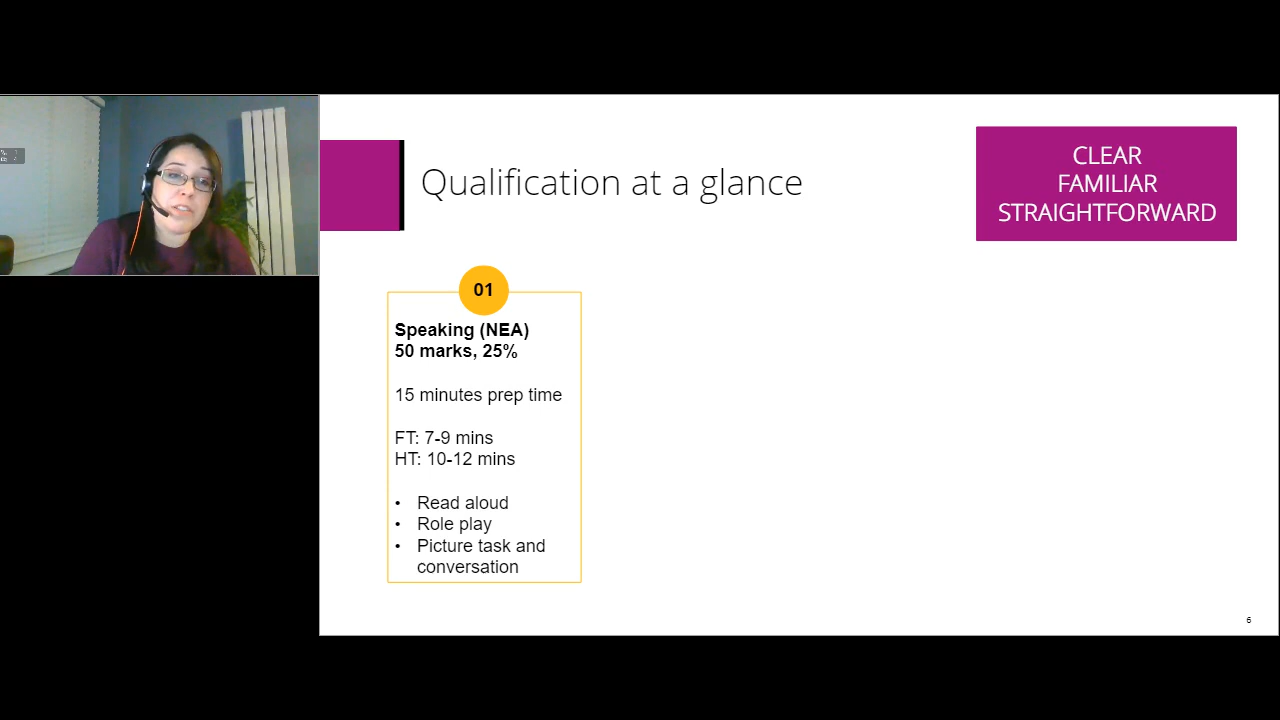 Qualification at a glance
CLEAR
FAMILIAR
STRAIGHTFORWARD
01
Speaking (NEA)
50 marks, 25%
15 minutes prep time
FT: 7-9 mins
HT: 10-12 mins
• Read aloud
• Role play
• Picture task and
conversation
6